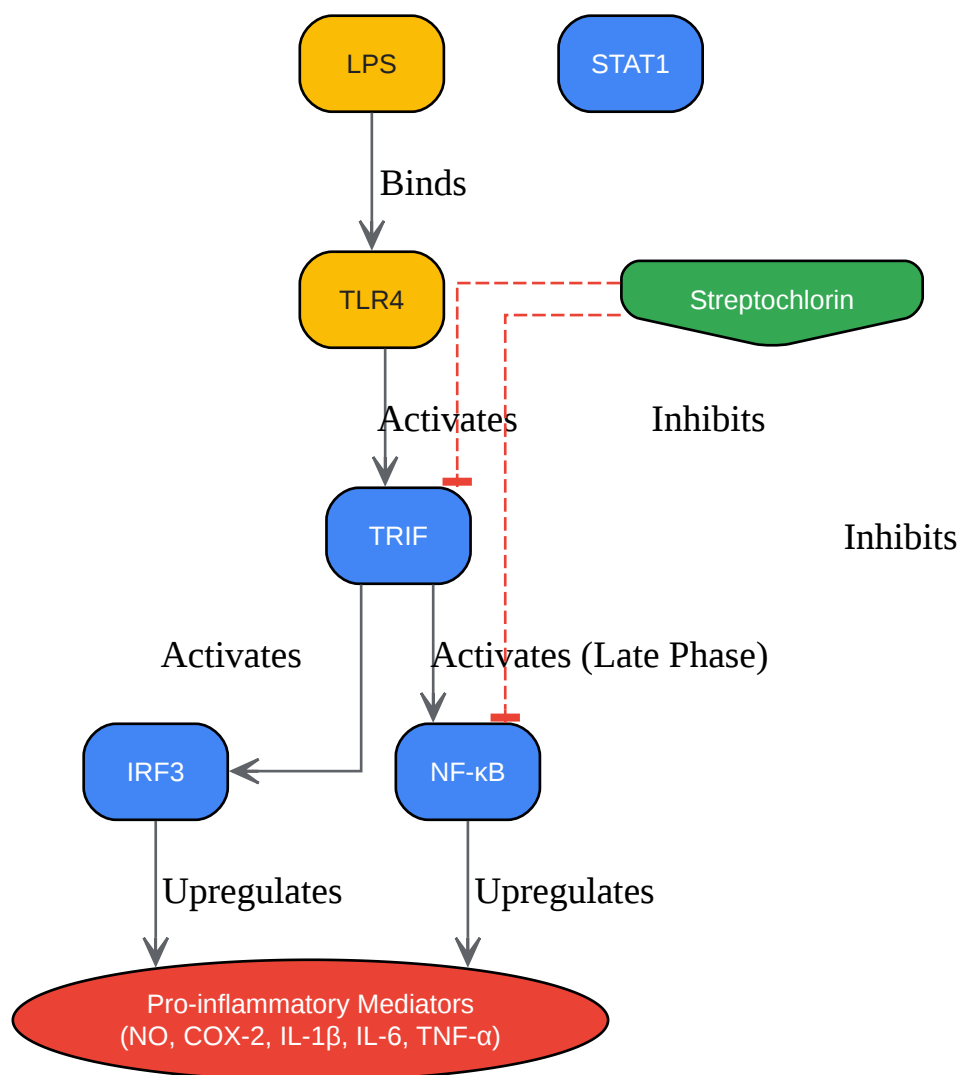 LPS
STAT1
Binds
TLR4
Streptochlorin
Activates
Inhibits
TRIF
Inhibits
Activates
Activates (Late Phase)
IRF3
NF-κB
Upregulates
Upregulates
Pro-inflammatory Mediators
(NO, COX-2, IL-1β, IL-6, TNF-α)